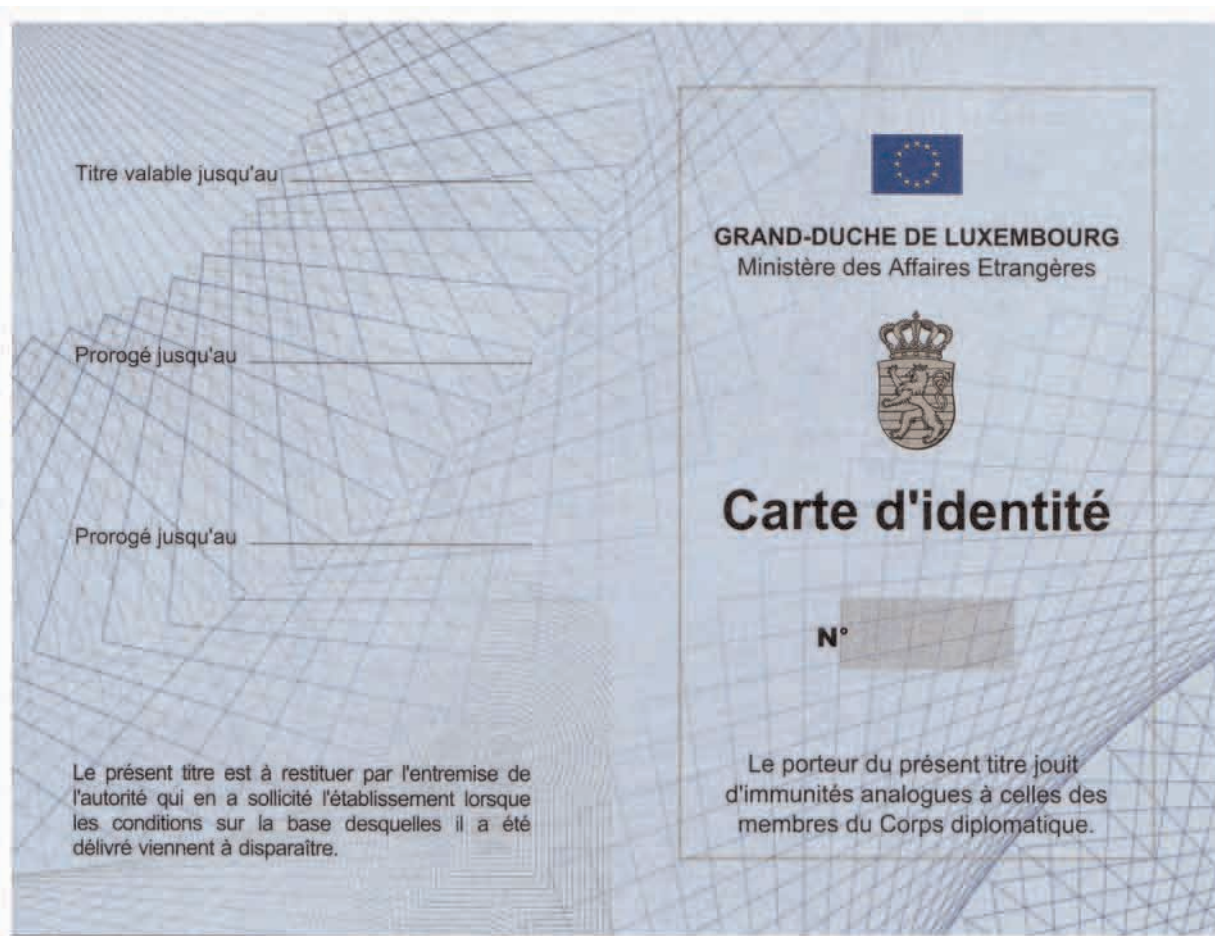 Titre valable jusqu'au
Prorogé jusqu'au
Prorogé jusqu'au
Le présent titre est à restituer par l'entremise de
l'autorité qui en a sollicité l'établissement lorsque
les conditions sur la base desquelles il a été
délivré viennent à disparaître.
GRAND-DUCHE DE LUXEMBOURG
Ministère des Affaires Etrangères
Carte d'identité
N°
Le porteur du présent titre jouit
d'immunités analogues à celles des
membres du Corps diplomatique.